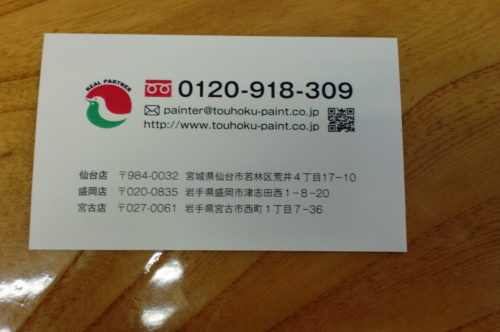 REAL PARTNER
0120-918-309
painter@touhoku-paint.co.jp
http://www.touhoku-paint.co.jp
仙台店 〒984-0032 宮城県仙台市若林区荒井4丁目17-10
盛岡店 〒020-0835 岩手県盛岡市津志田西1-8-20
宮古店 〒027-0061 岩手県宮古市西町1丁目7-36